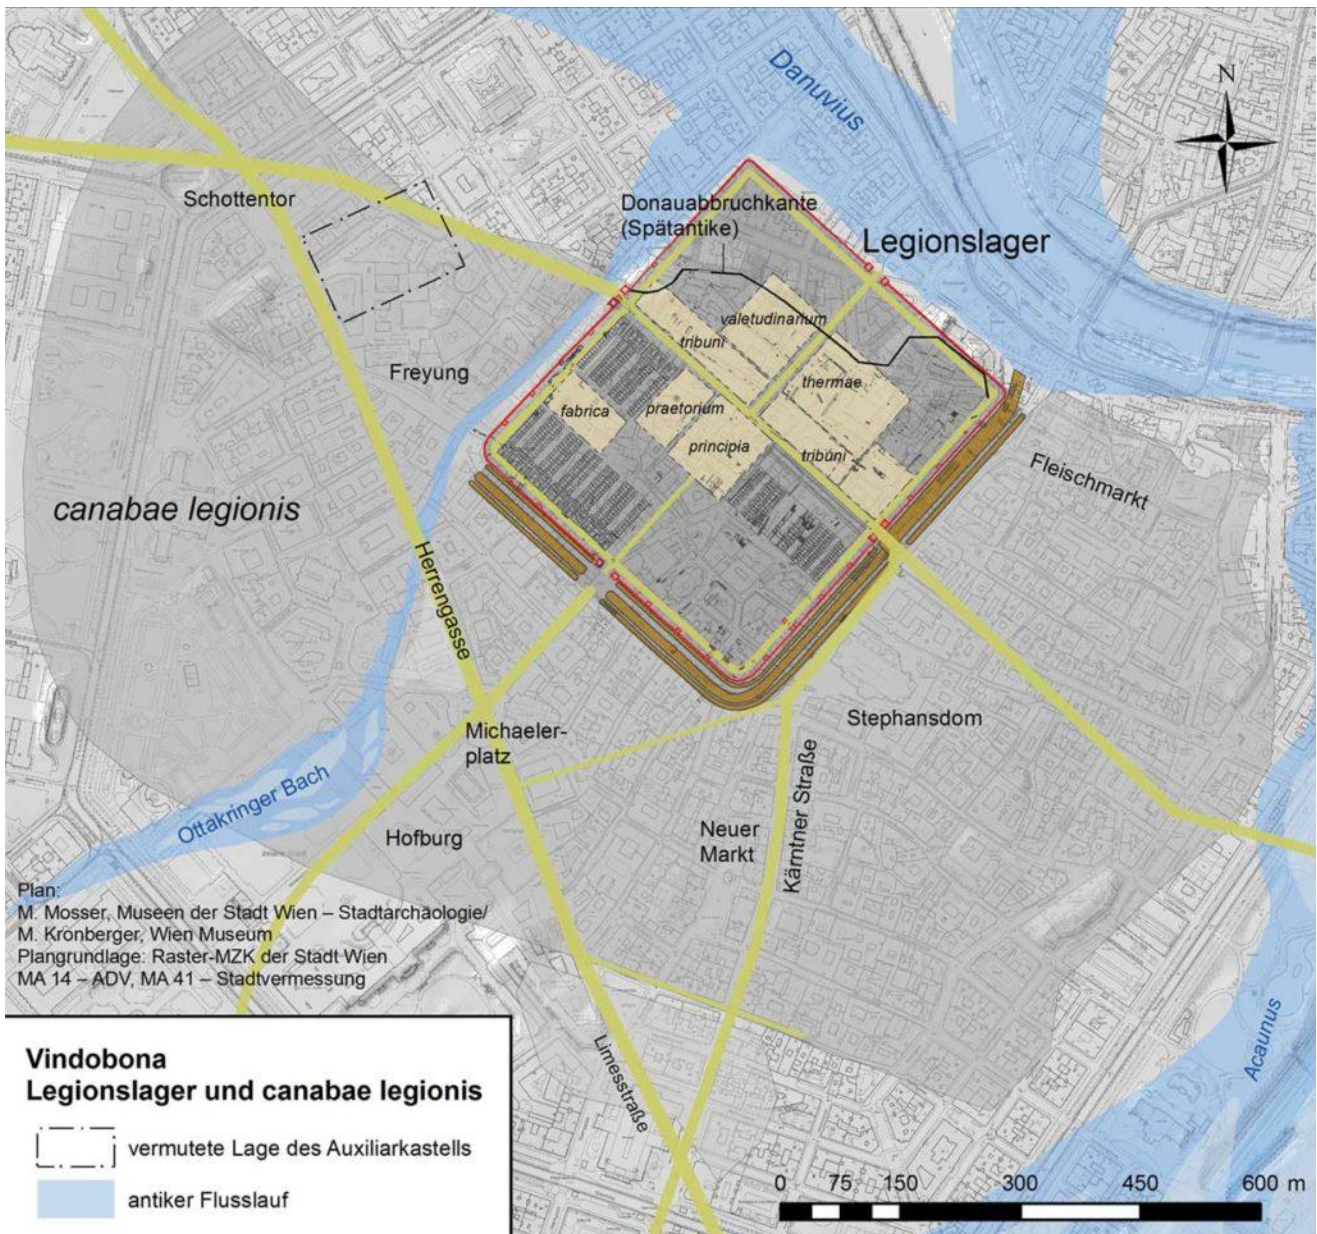 Danuvius
N
Schottentor
Donauabbruchkante
(Spätantike)
Legionslager
valetudinarium
tribuni
Freyung
thermae
fabrica
praetorium
principia
tribuni
Fleischmarkt
canabae legionis
Herrengasse
Michaeler-
platz
Stephansdom
Ottakringer Bach
Hofburg
Neuer
Markt
Kärntner Straße
Plan:
M. Mosser, Museen der Stadt Wien – Stadtarchäologie/
M. Kronberger, Wien Museum
Plangrundlage: Raster-MZK der Stadt Wien
MA 14 – ADV, MA 41 – Stadtvermessung
Acaunus
Limesstraße
Vindobona
Legionslager und canabae legionis
vermutete Lage des Auxiliarkastells
antiker Flusslauf
0 75 150 300 450 600 m